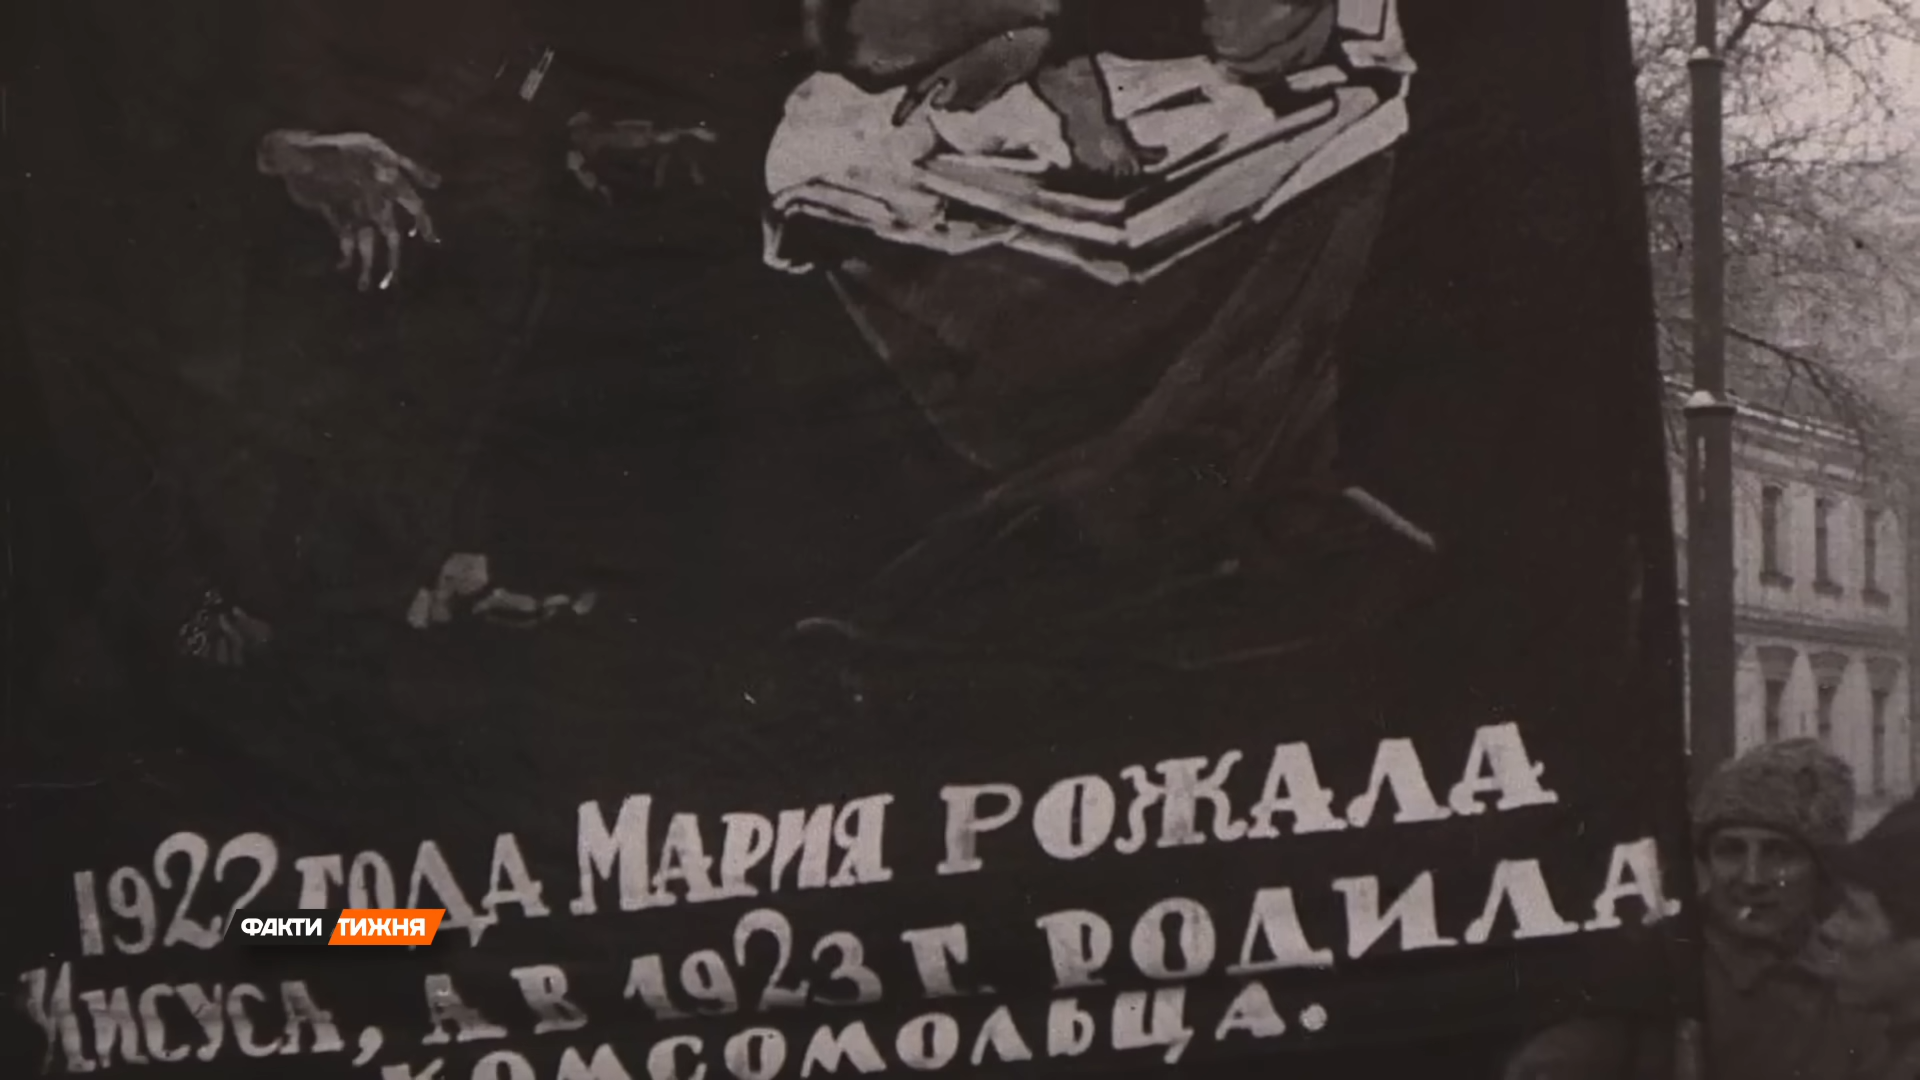 1922 ГОДА МАРИЯ РОЖАЛА
ИИСУСА, А В 1923 Г. РОДИЛА
КОМСОМОЛЬЦА.
ФАКТИ ТИЖНЯ